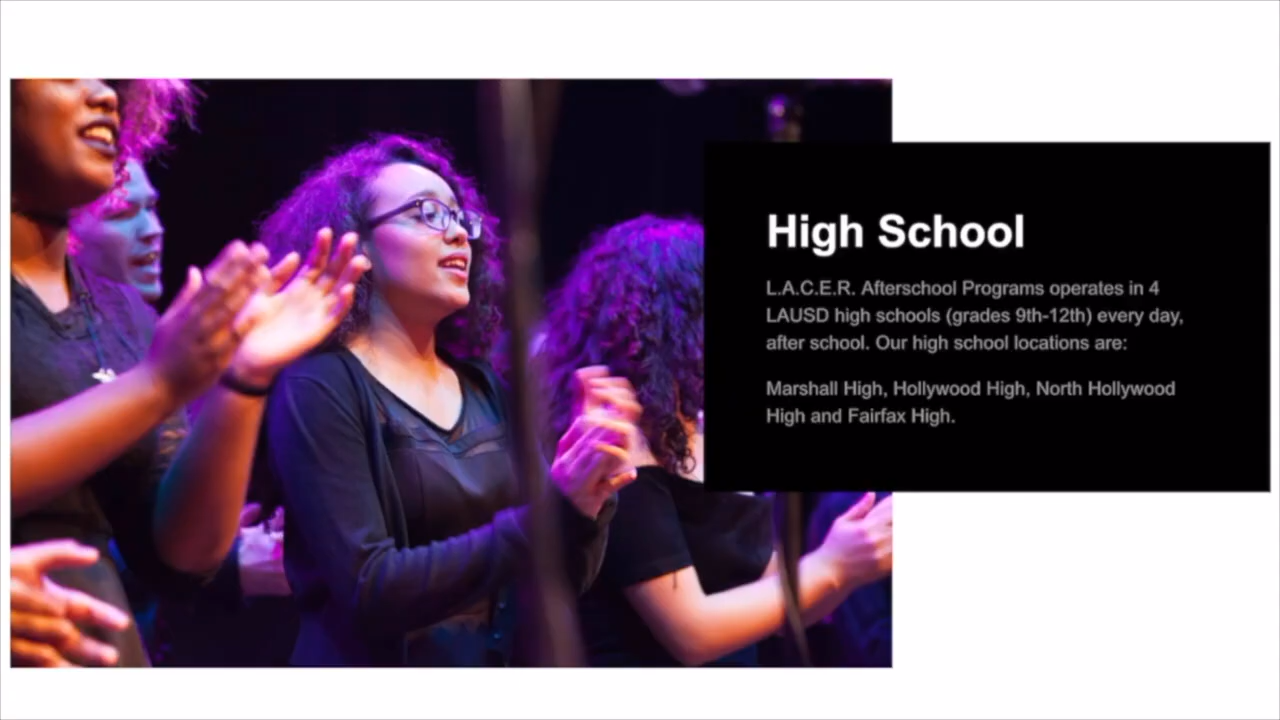 High School
L.A.C.E.R. Afterschool Programs operates in 4
LAUSD high schools (grades 9th-12th) every day,
after school. Our high school locations are:
Marshall High, Hollywood High, North Hollywood
High and Fairfax High.